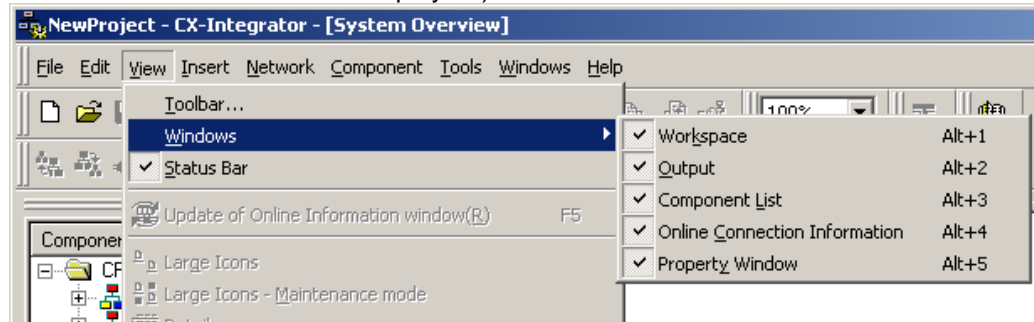 NewProject - CX-Integrator - [System Overview]
File Edit View Insert Network Component Tools Windows Help
Toolbar...
100%
Windows
Workspace Alt+1
Status Bar
Output Alt+2
Component List Alt+3
Update of Online Information window(R) F5
Online Connection Information Alt+4
Large Icons
Property Window Alt+5
Large Icons - Maintenance mode